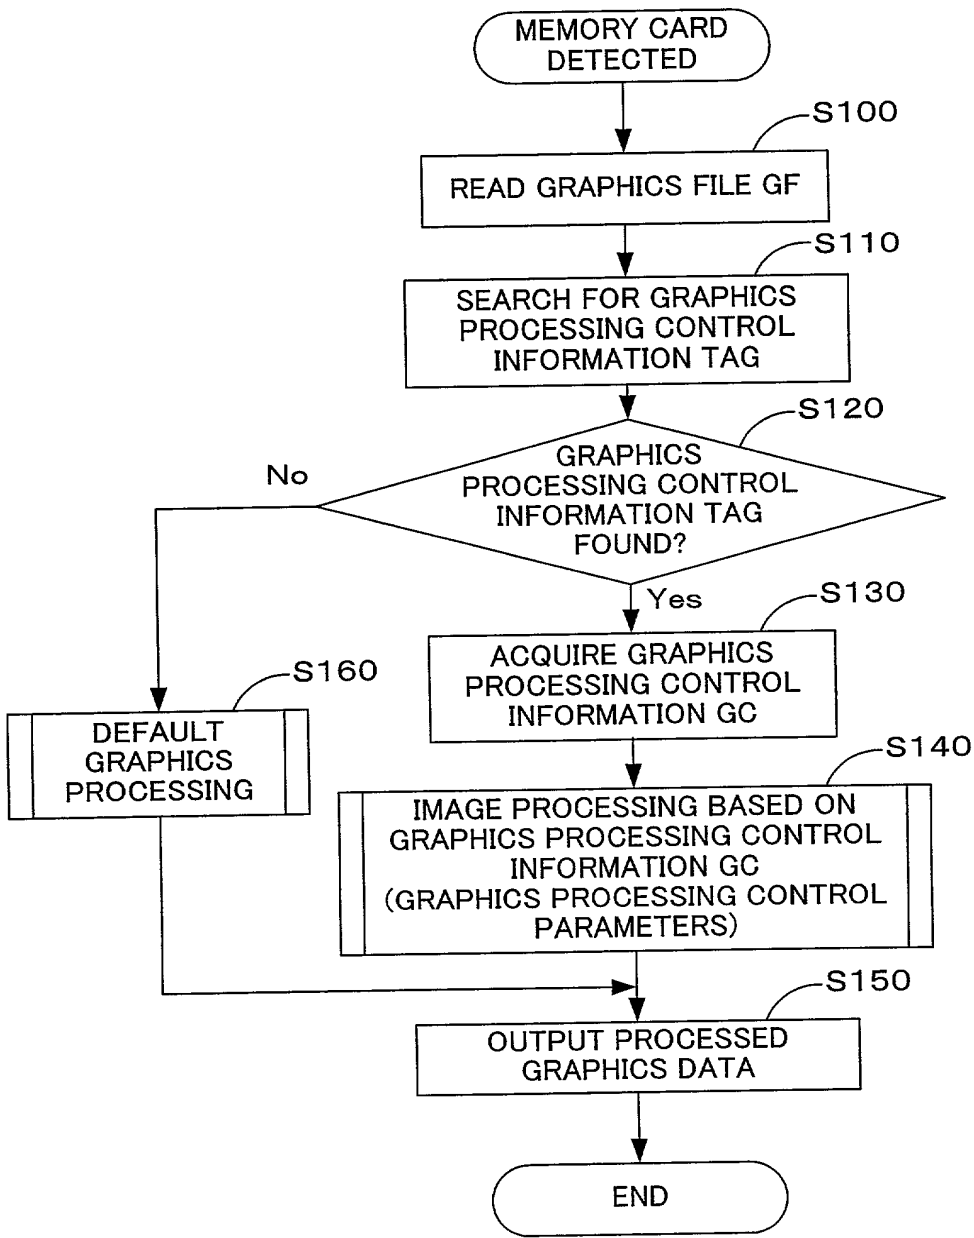 MEMORY CARD
DETECTED
S100
READ GRAPHICS FILE GF
S110
SEARCH FOR GRAPHICS
PROCESSING CONTROL
INFORMATION TAG
S120
GRAPHICS
PROCESSING CONTROL
INFORMATION TAG
FOUND?
No
Yes
S130
ACQUIRE GRAPHICS
PROCESSING CONTROL
INFORMATION GC
S160
DEFAULT
GRAPHICS
PROCESSING
S140
IMAGE PROCESSING BASED ON
GRAPHICS PROCESSING CONTROL
INFORMATION GC
(GRAPHICS PROCESSING CONTROL
PARAMETERS)
S150
OUTPUT PROCESSED
GRAPHICS DATA
END